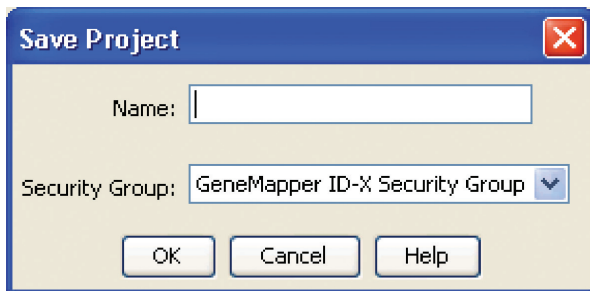 Save Project
Name:
Security Group: GeneMapper ID-X Security Group
OK Cancel Help